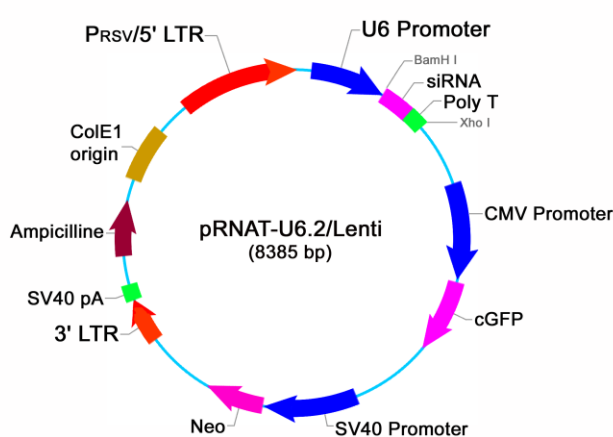 PRSV/5' LTR
U6 Promoter
BamH I
siRNA
Poly T
Xho I
ColE1
origin
CMV Promoter
pRNAT-U6.2/Lenti
(8385 bp)
Ampicilline
SV40 pA
cGFP
3' LTR
Neo
SV40 Promoter